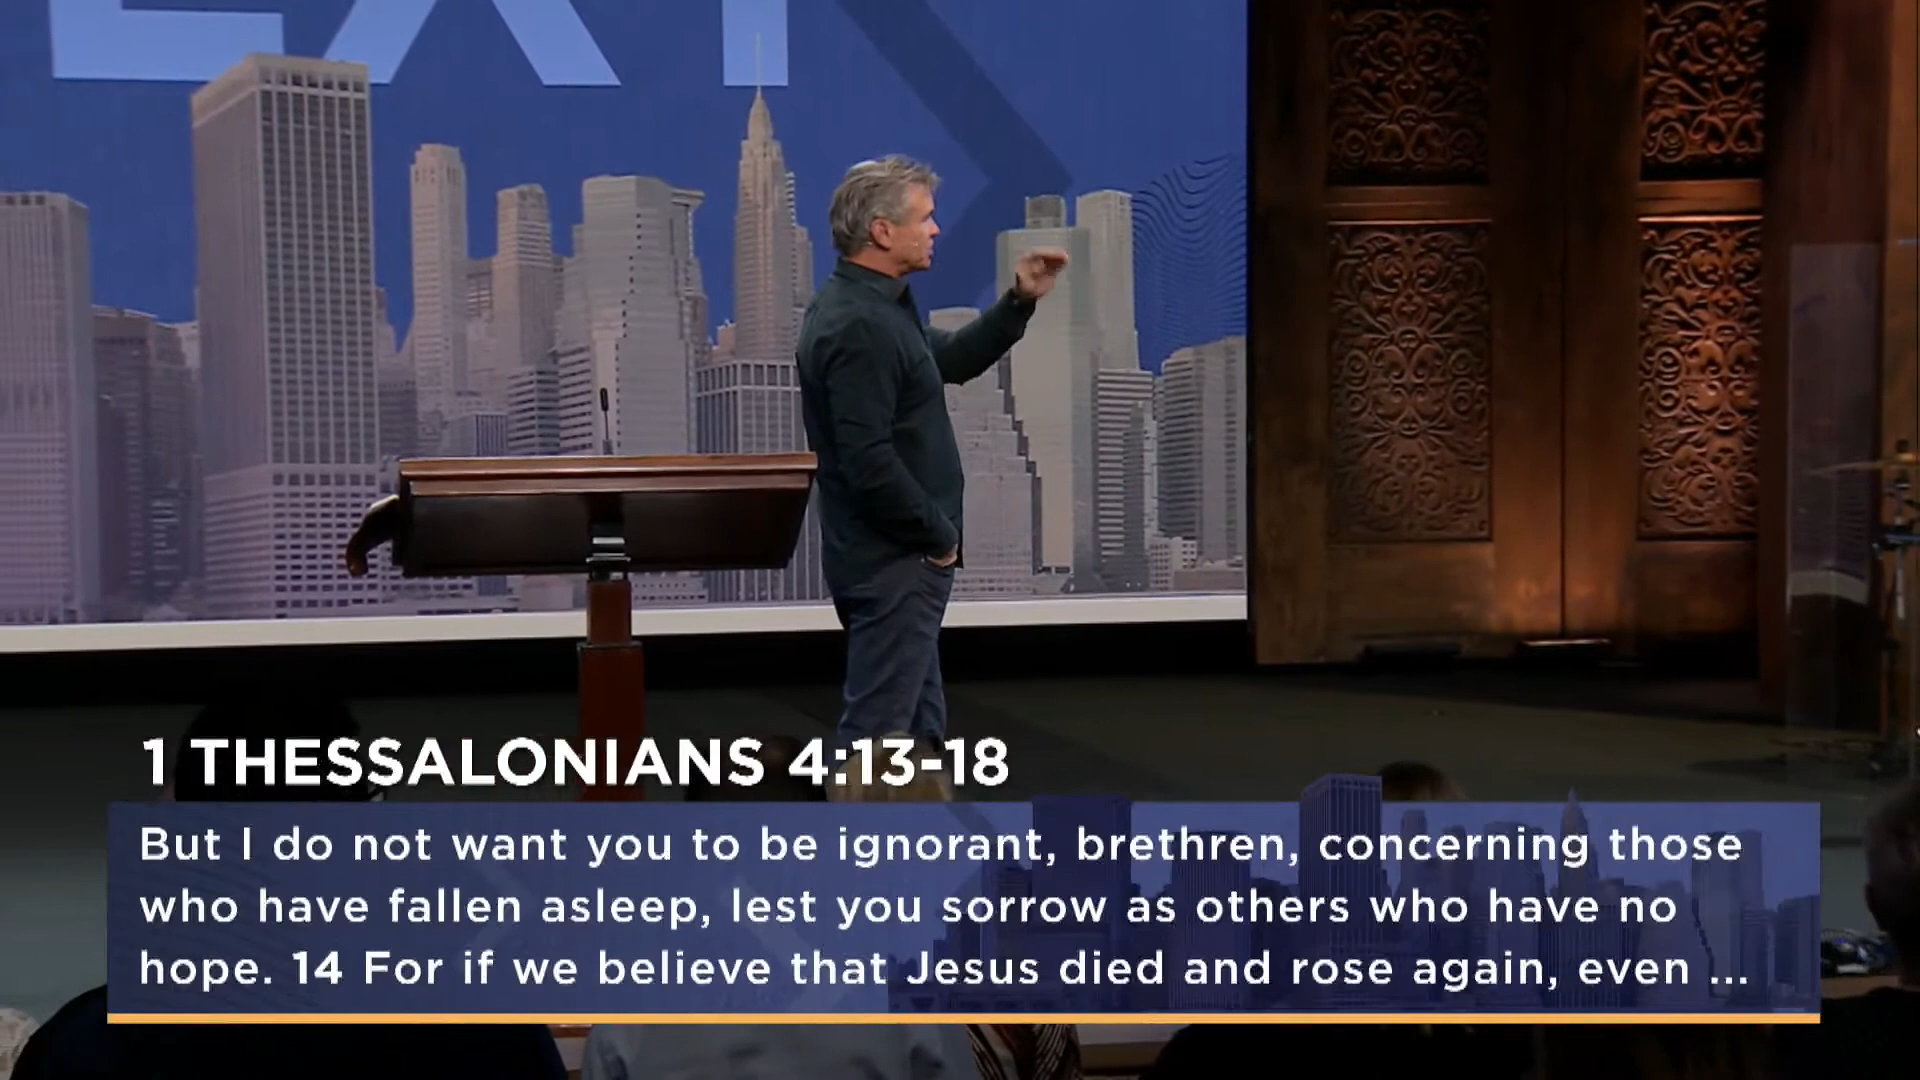 EXT
1 THESSALONIANS 4:13-18
But I do not want you to be ignorant, brethren, concerning those
who have fallen asleep, lest you sorrow as others who have no
hope. 14 For if we believe that Jesus died and rose again, even ...